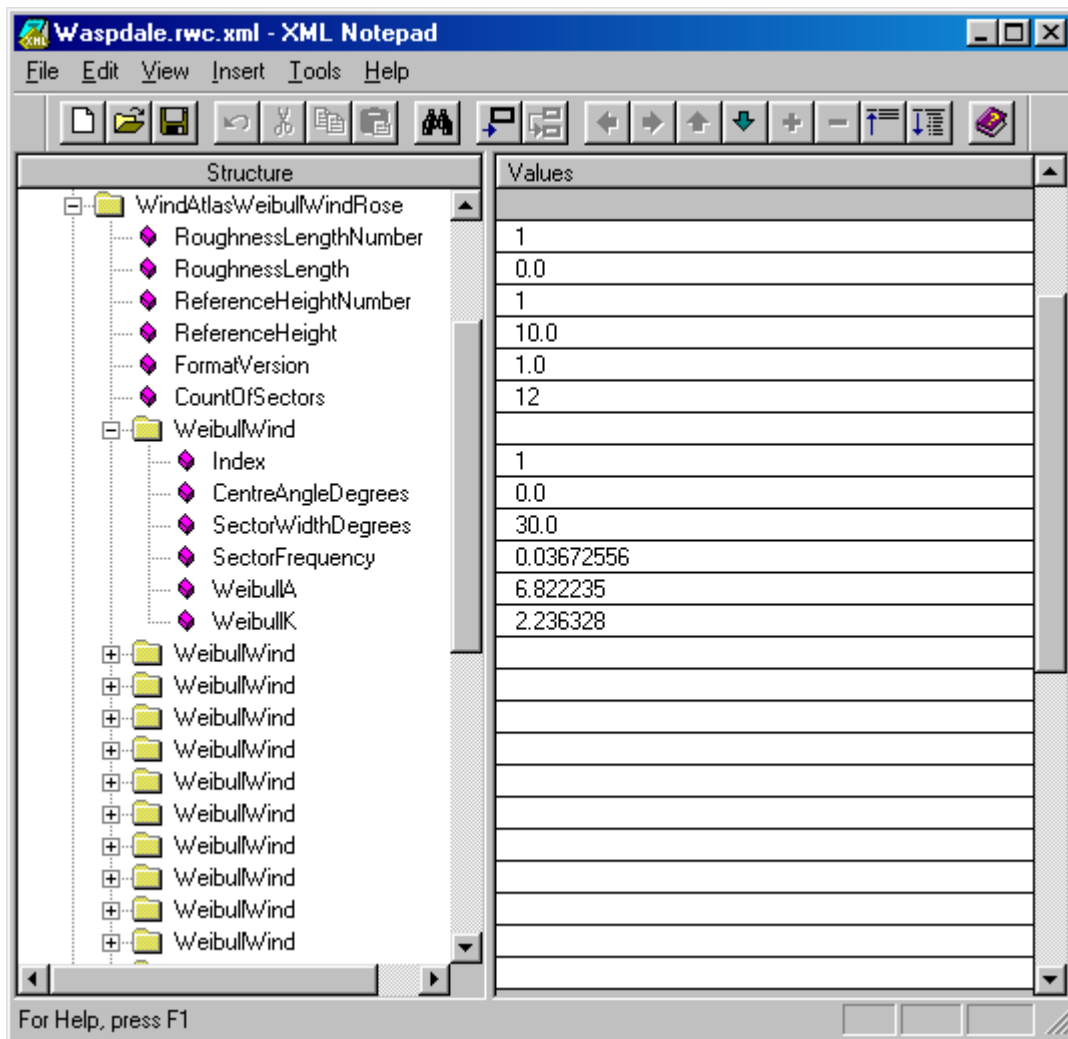 Waspdale.rwc.xml - XML Notepad
File Edit View Insert Tools Help
Structure Values
WindAtlasWeibullWindRose
RoughnessLengthNumber 1
RoughnessLength 0.0
ReferenceHeightNumber 1
ReferenceHeight 10.0
FormatVersion 1.0
CountOfSectors 12
WeibullWind
Index 1
CentreAngleDegrees 0.0
SectorWidthDegrees 30.0
SectorFrequency 0.03672556
WeibullA 6.822235
WeibullK 2.236328
WeibullWind
WeibullWind
WeibullWind
WeibullWind
WeibullWind
WeibullWind
WeibullWind
WeibullWind
WeibullWind
WeibullWind
For Help, press F1